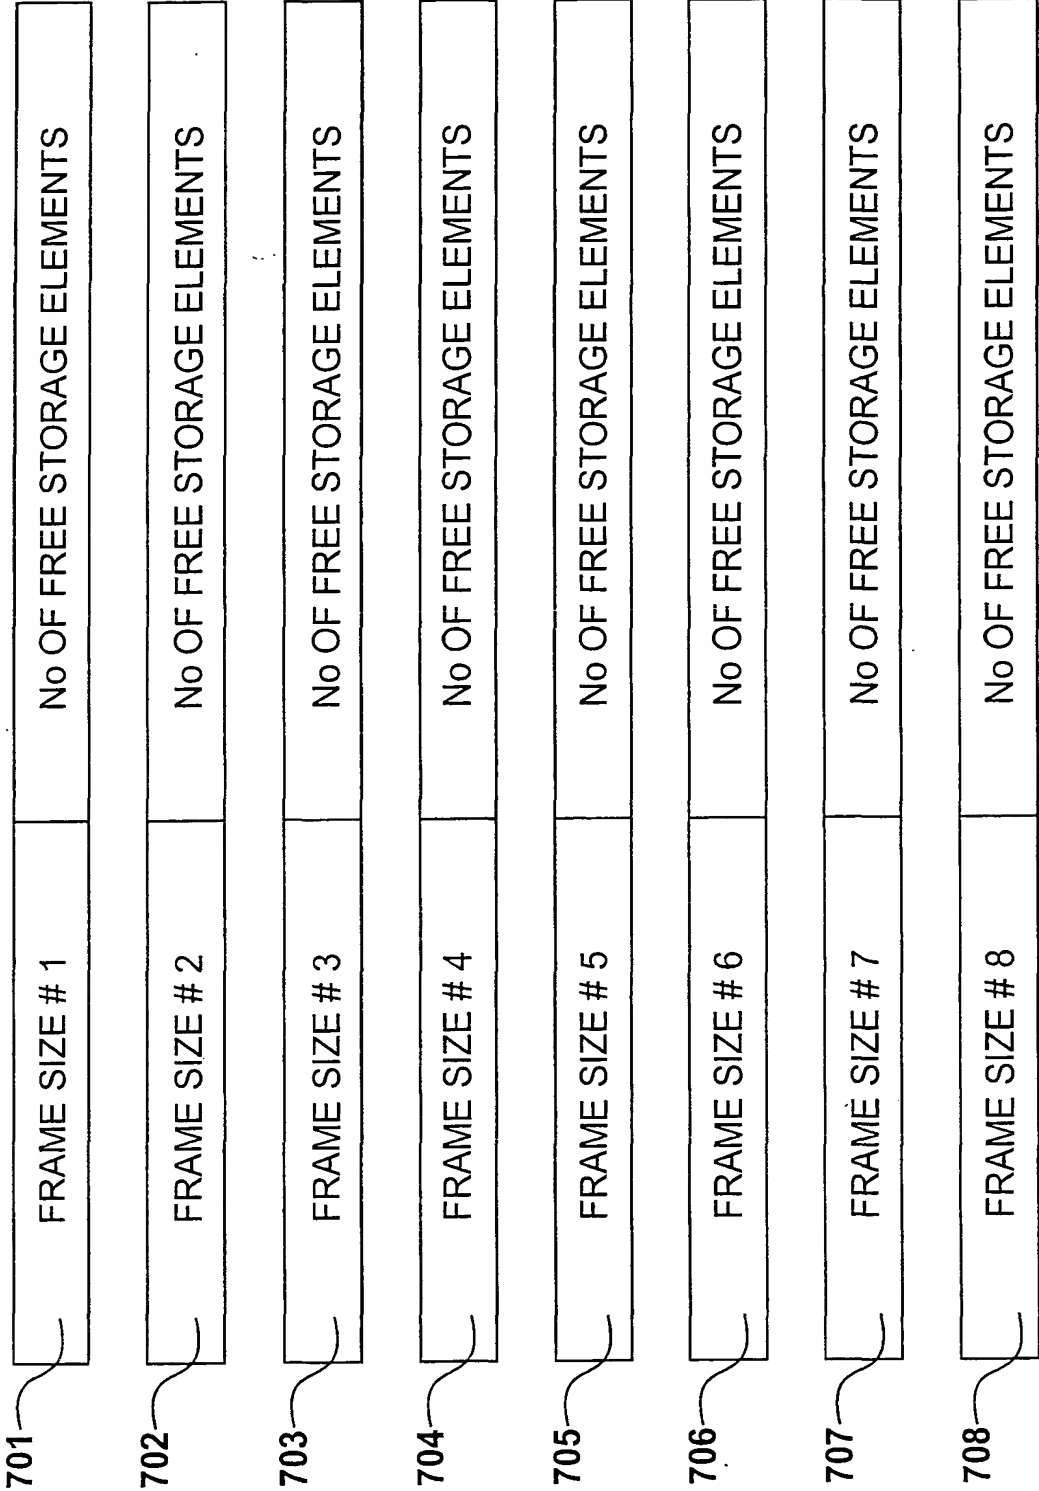 701 FRAME SIZE # 1 No OF FREE STORAGE ELEMENTS
702 FRAME SIZE # 2 No OF FREE STORAGE ELEMENTS
703 FRAME SIZE # 3 No OF FREE STORAGE ELEMENTS
704 FRAME SIZE # 4 No OF FREE STORAGE ELEMENTS
705 FRAME SIZE # 5 No OF FREE STORAGE ELEMENTS
706 FRAME SIZE # 6 No OF FREE STORAGE ELEMENTS
707 FRAME SIZE # 7 No OF FREE STORAGE ELEMENTS
708 FRAME SIZE # 8 No OF FREE STORAGE ELEMENTS